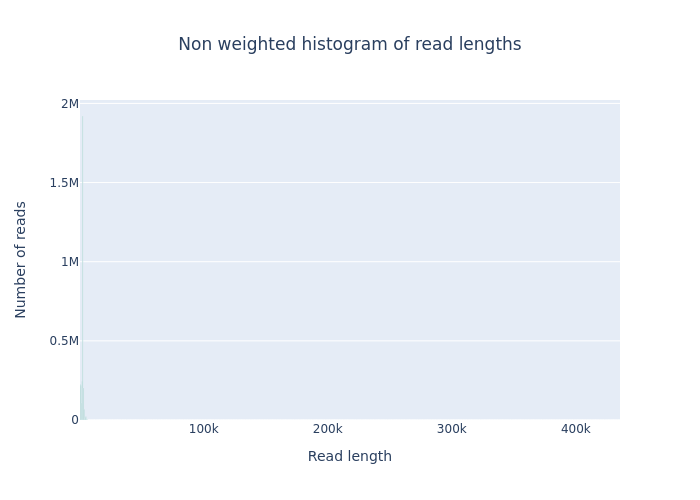 Non weighted histogram of read lengths
2M
1.5M
1M
0.5M
0
100k
200k
300k
400k
Number of reads
Read length